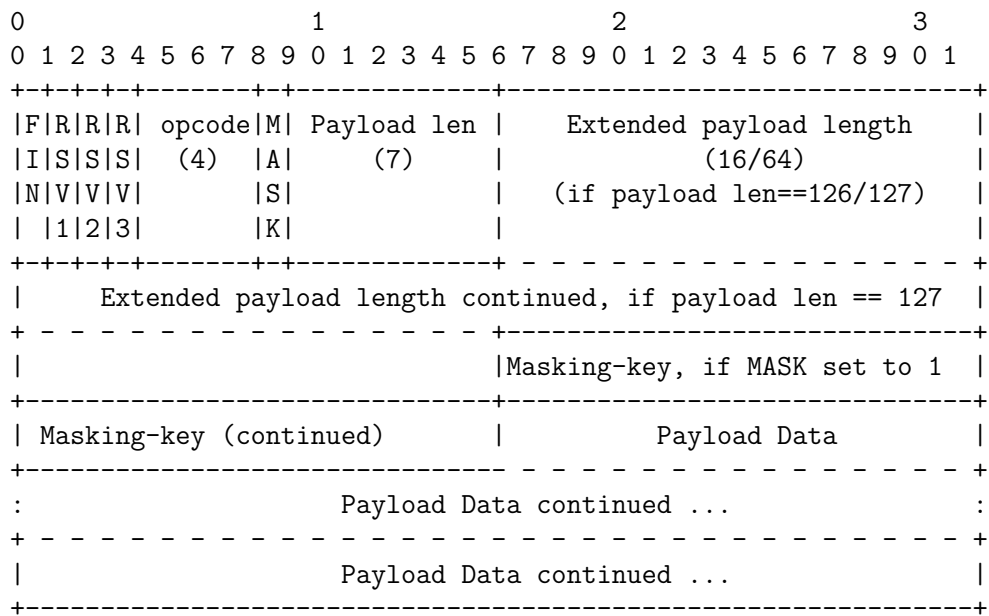 0                   1                   2                   3
0 1 2 3 4 5 6 7 8 9 0 1 2 3 4 5 6 7 8 9 0 1 2 3 4 5 6 7 8 9 0 1
+-+-+-+-+-------+-+-------------+-------------------------------+
|F|R|R|R| opcode|M| Payload len |    Extended payload length    |
|I|S|S|S|  (4)  |A|     (7)     |             (16/64)           |
|N|V|V|V|       |S|             |   (if payload len==126/127)   |
| |1|2|3|       |K|             |                               |
+-+-+-+-+-------+-+-------------+ - - - - - - - - - - - - - - - +
|     Extended payload length continued, if payload len == 127  |
+ - - - - - - - - - - - - - - - +-------------------------------+
|                               |Masking-key, if MASK set to 1  |
+-------------------------------+-------------------------------+
| Masking-key (continued)       |          Payload Data         |
+-------------------------------- - - - - - - - - - - - - - - - +
:                     Payload Data continued ...                :
+ - - - - - - - - - - - - - - - - - - - - - - - - - - - - - - - +
|                     Payload Data continued ...                |
+---------------------------------------------------------------+